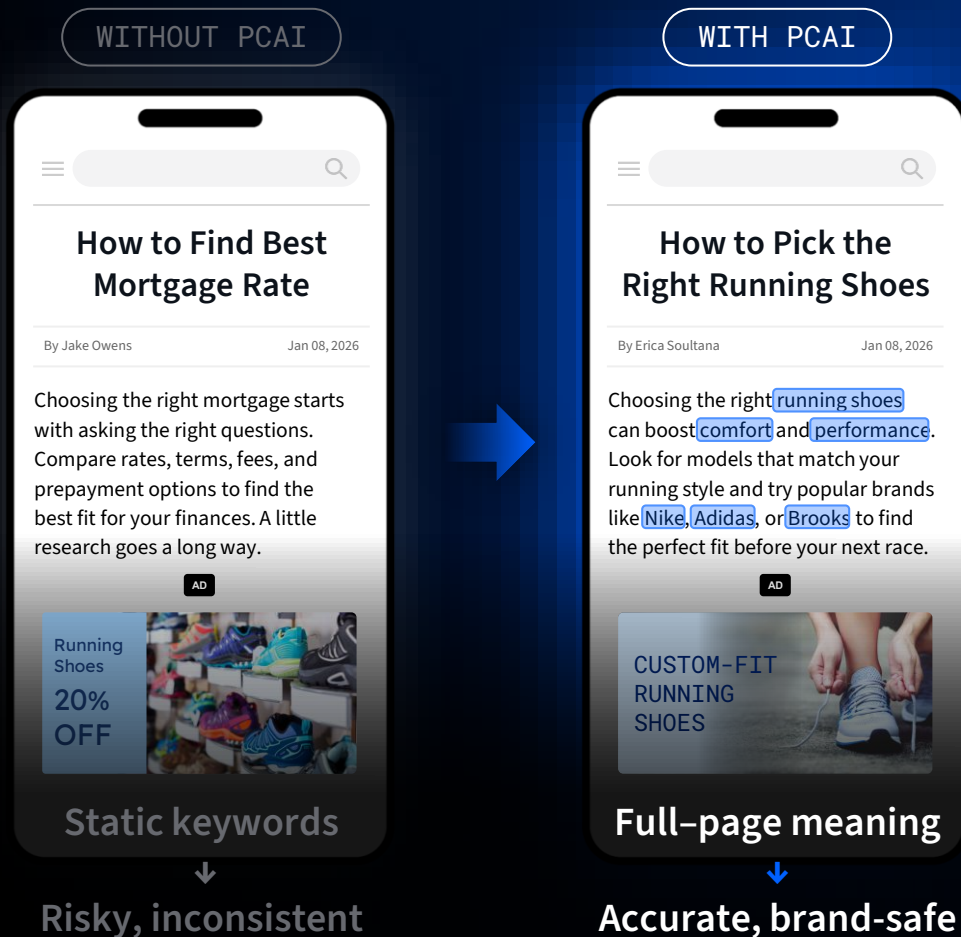 WITHOUT PCAI
How to Find Best
Mortgage Rate
By Jake Owens
Jan 08, 2026
Choosing the right mortgage starts
with asking the right questions.
Compare rates, terms, fees, and
prepayment options to find the
best fit for your finances. A little
research goes a long way.
AD
Running
Shoes
20%
OFF
Static keywords
Risky, inconsistent
WITH PCAI
How to Pick the
Right Running Shoes
By Erica Soultana
Jan 08, 2026
Choosing the right running shoes
can boost comfort and performance.
Look for models that match your
running style and try popular brands
like Nike, Adidas, or Brooks to find
the perfect fit before your next race.
AD
CUSTOM-FIT
RUNNING
SHOES
Full–page meaning
Accurate, brand-safe